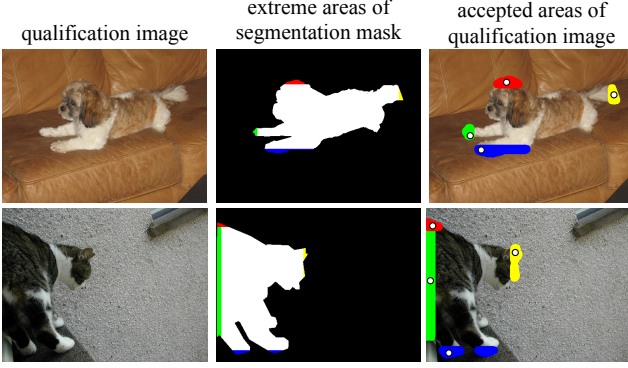 qualification image
extreme areas of
segmentation mask
accepted areas of
qualification image